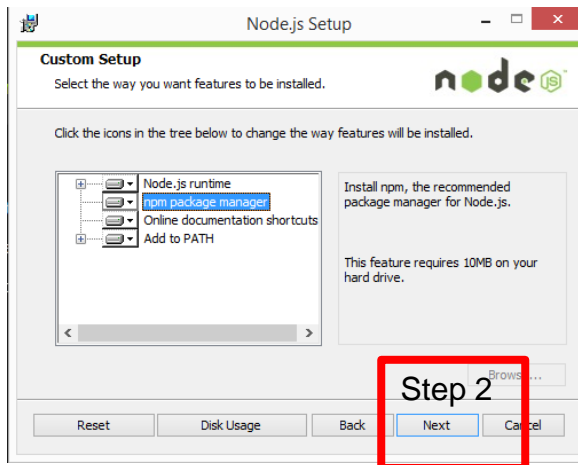 Node.js Setup
Custom Setup
Select the way you want features to be installed.
node js
Click the icons in the tree below to change the way features will be installed.
Node.js runtime
npm package manager
Online documentation shortcuts
Add to PATH
Install npm, the recommended
package manager for Node.js.
This feature requires 10MB on your
hard drive.
Browse...
Step 2
Reset Disk Usage Back Next Cancel